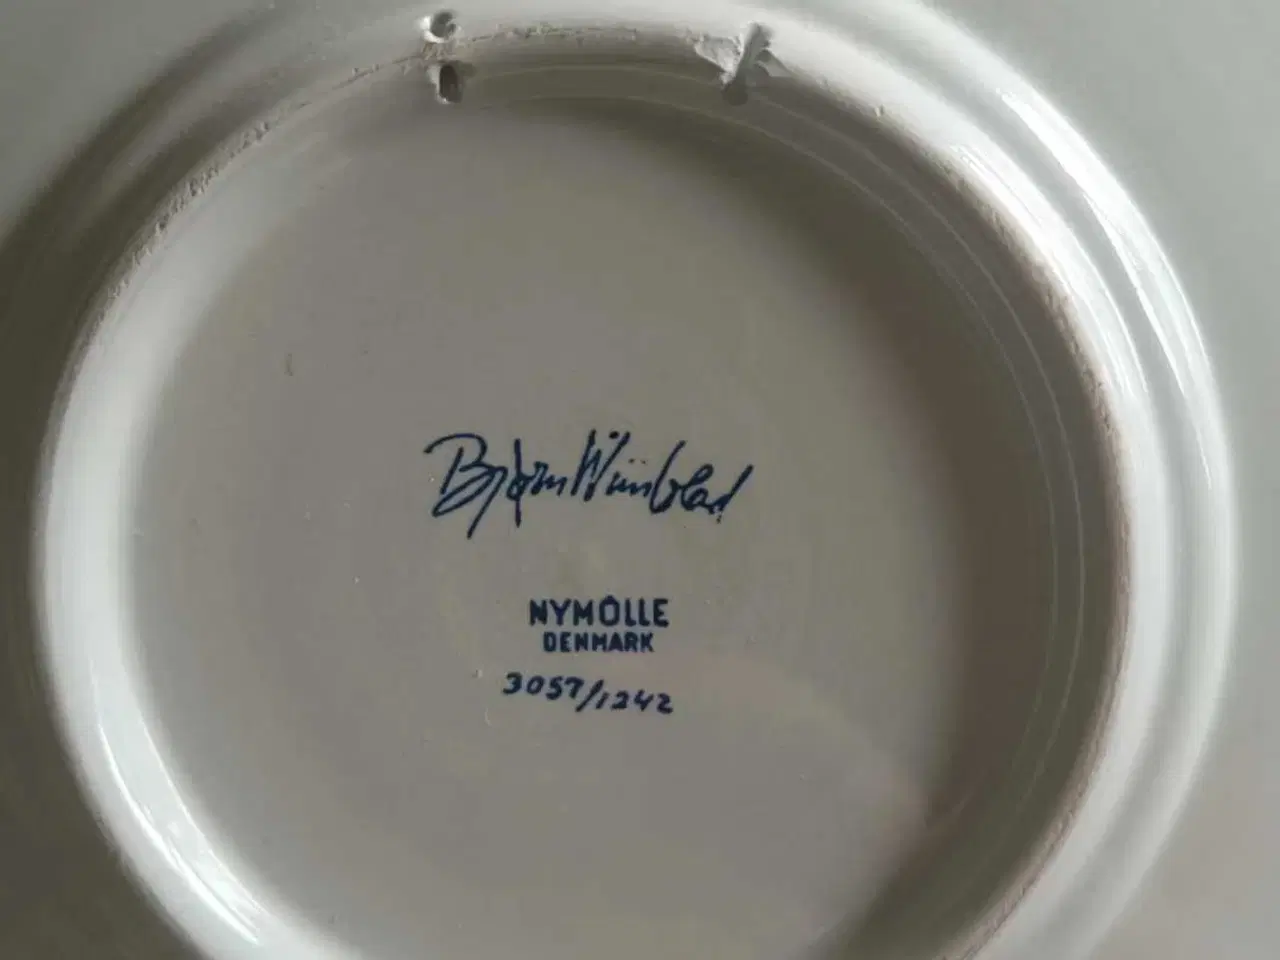 Bjørn Wiinblad
NYMÖLLE
DENMARK
3057/1242